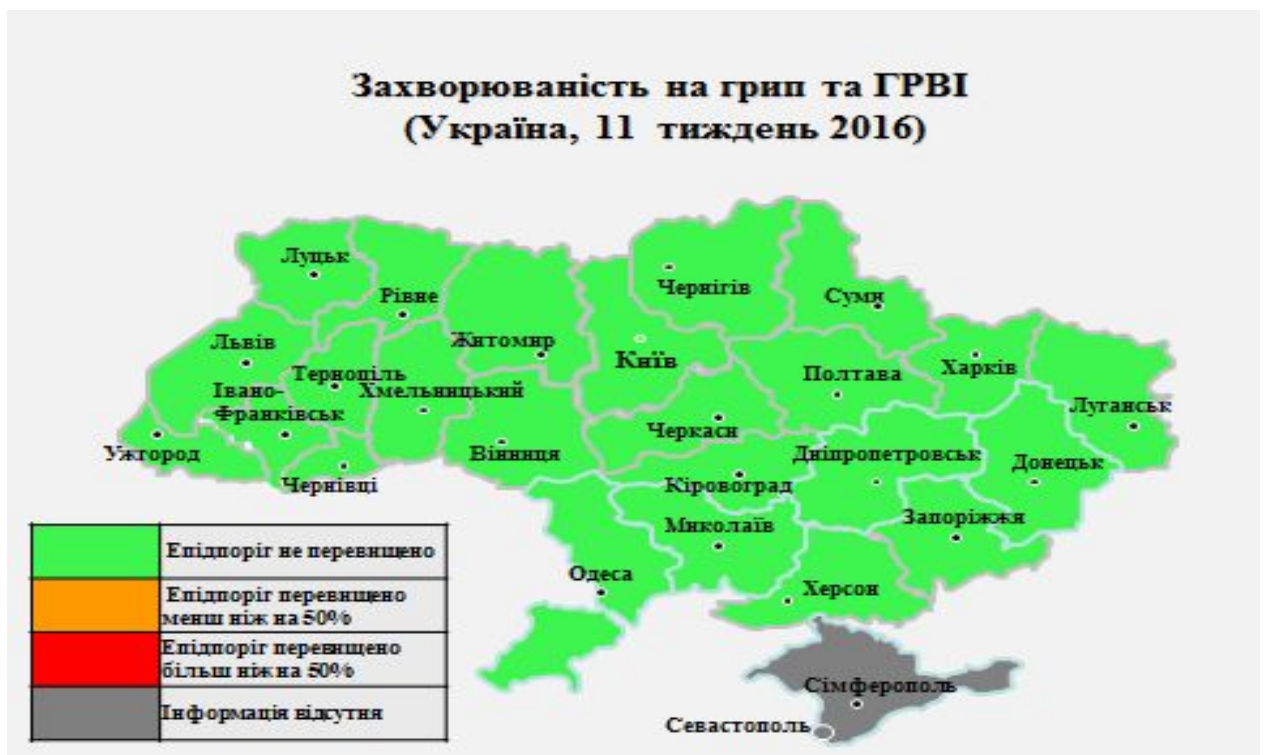 Захворюваність на грип та ГРВІ
(Україна, 11 тиждень 2016)
Луцьк
Рівне
Чернігів
Суми
Львів
Житомир
Київ
Харків
Тернопіль
Полтава
Хмельницький
Івано-
Франківськ
Луганськ
Черкаси
Ужгород
Вінниця
Дніпропетровськ
Донецьк
Чернівці
Кіровоград
Запоріжжя
Миколаїв
Одеса
Херсон
Сімферополь
Севастополь
Епідпоріг не перевищено
Епідпоріг перевищено
менш ніж на 50%
Епідпоріг перевищено
більш ніж на 50%
Інформація відсутня